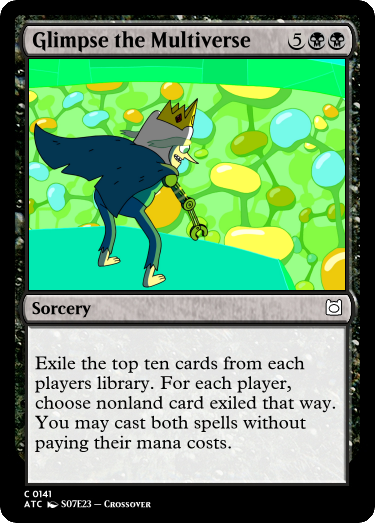 Glimpse the Multiverse 5
Sorcery
Exile the top ten cards from each
players library. For each player,
choose nonland card exiled that way.
You may cast both spells without
paying their mana costs.
C 0141
ATC S07E23 – Crossover